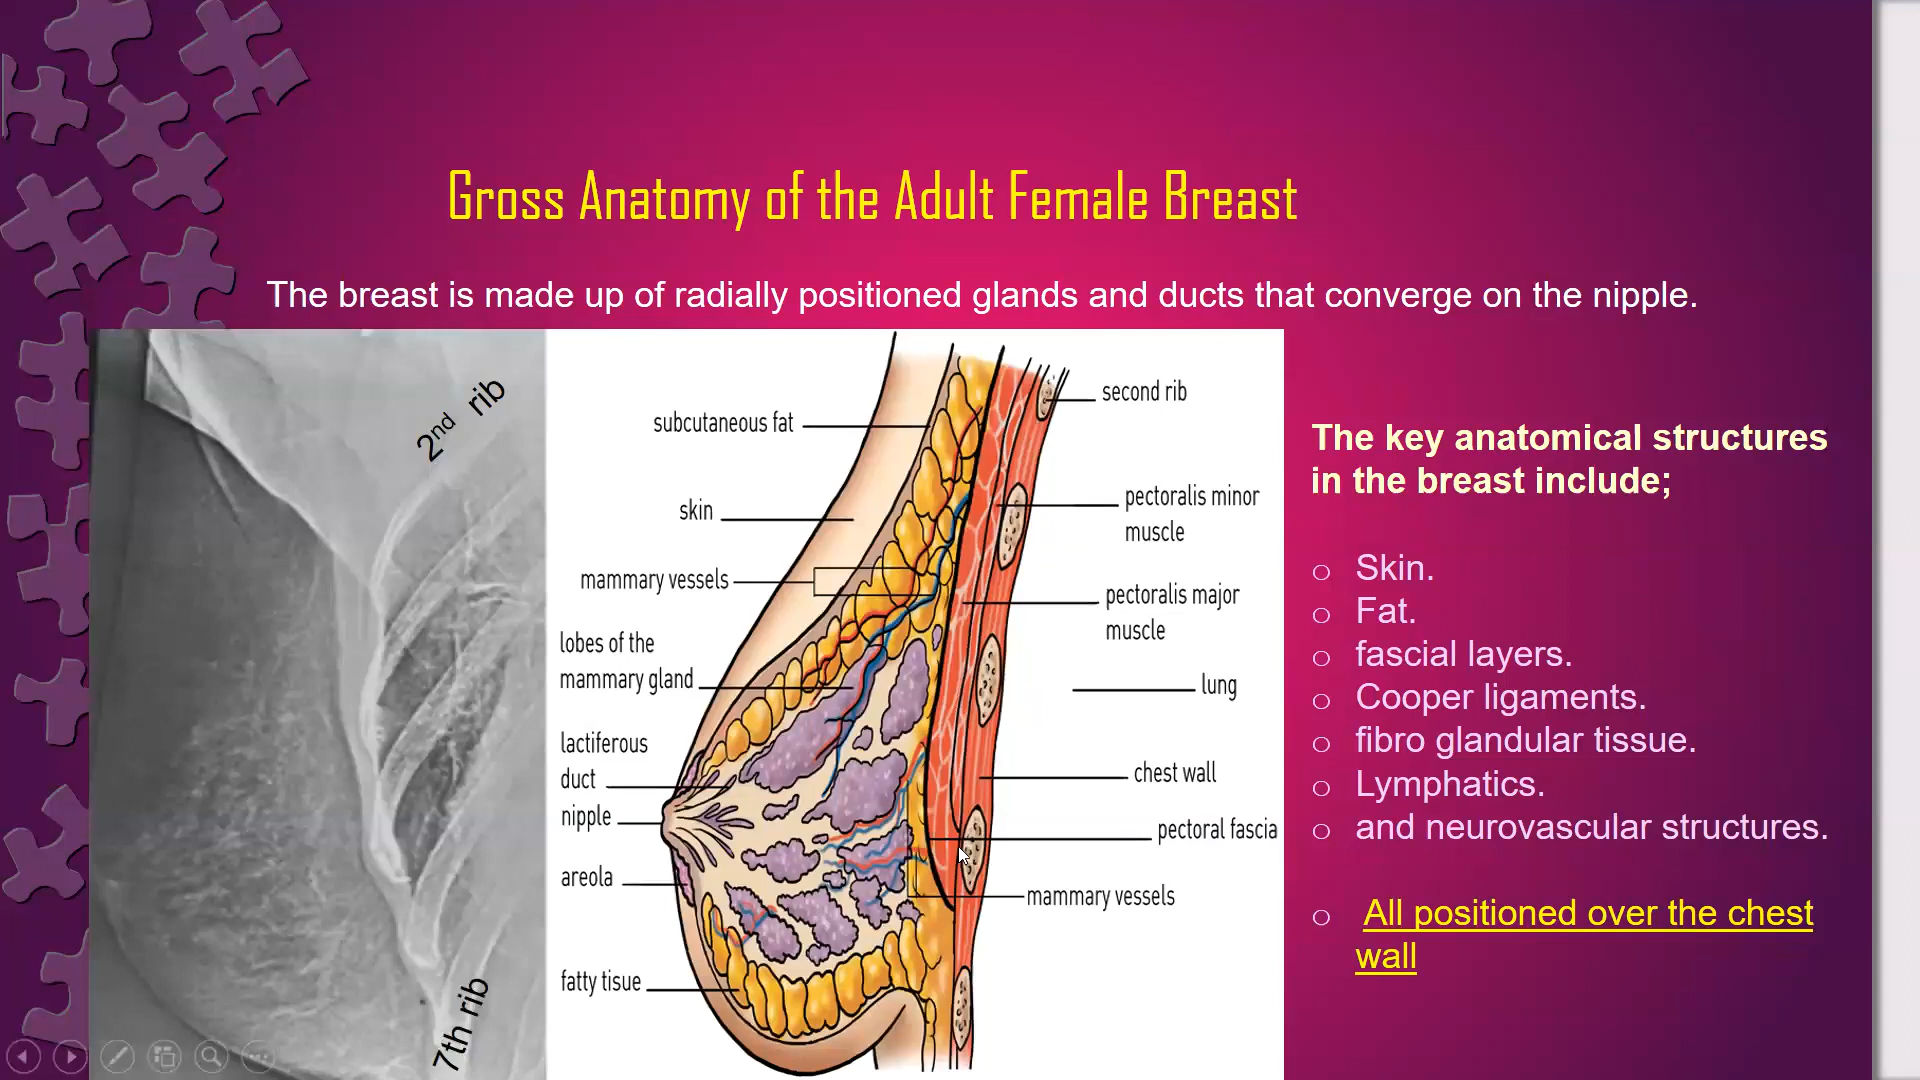 Gross Anatomy of the Adult Female Breast
The breast is made up of radially positioned glands and ducts that converge on the nipple.
2nd rib
7th rib
subcutaneous fat
skin
mammary vessels
lobes of the
mammary gland
lactiferous
duct
nipple
areola
fatty tisue
second rib
pectoralis minor
muscle
pectoralis major
muscle
lung
chest wall
pectoral fascia
mammary vessels
The key anatomical structures
in the breast include;
o Skin.
o Fat.
o fascial layers.
o Cooper ligaments.
o fibro glandular tissue.
o Lymphatics.
o and neurovascular structures.
o All positioned over the chest
wall